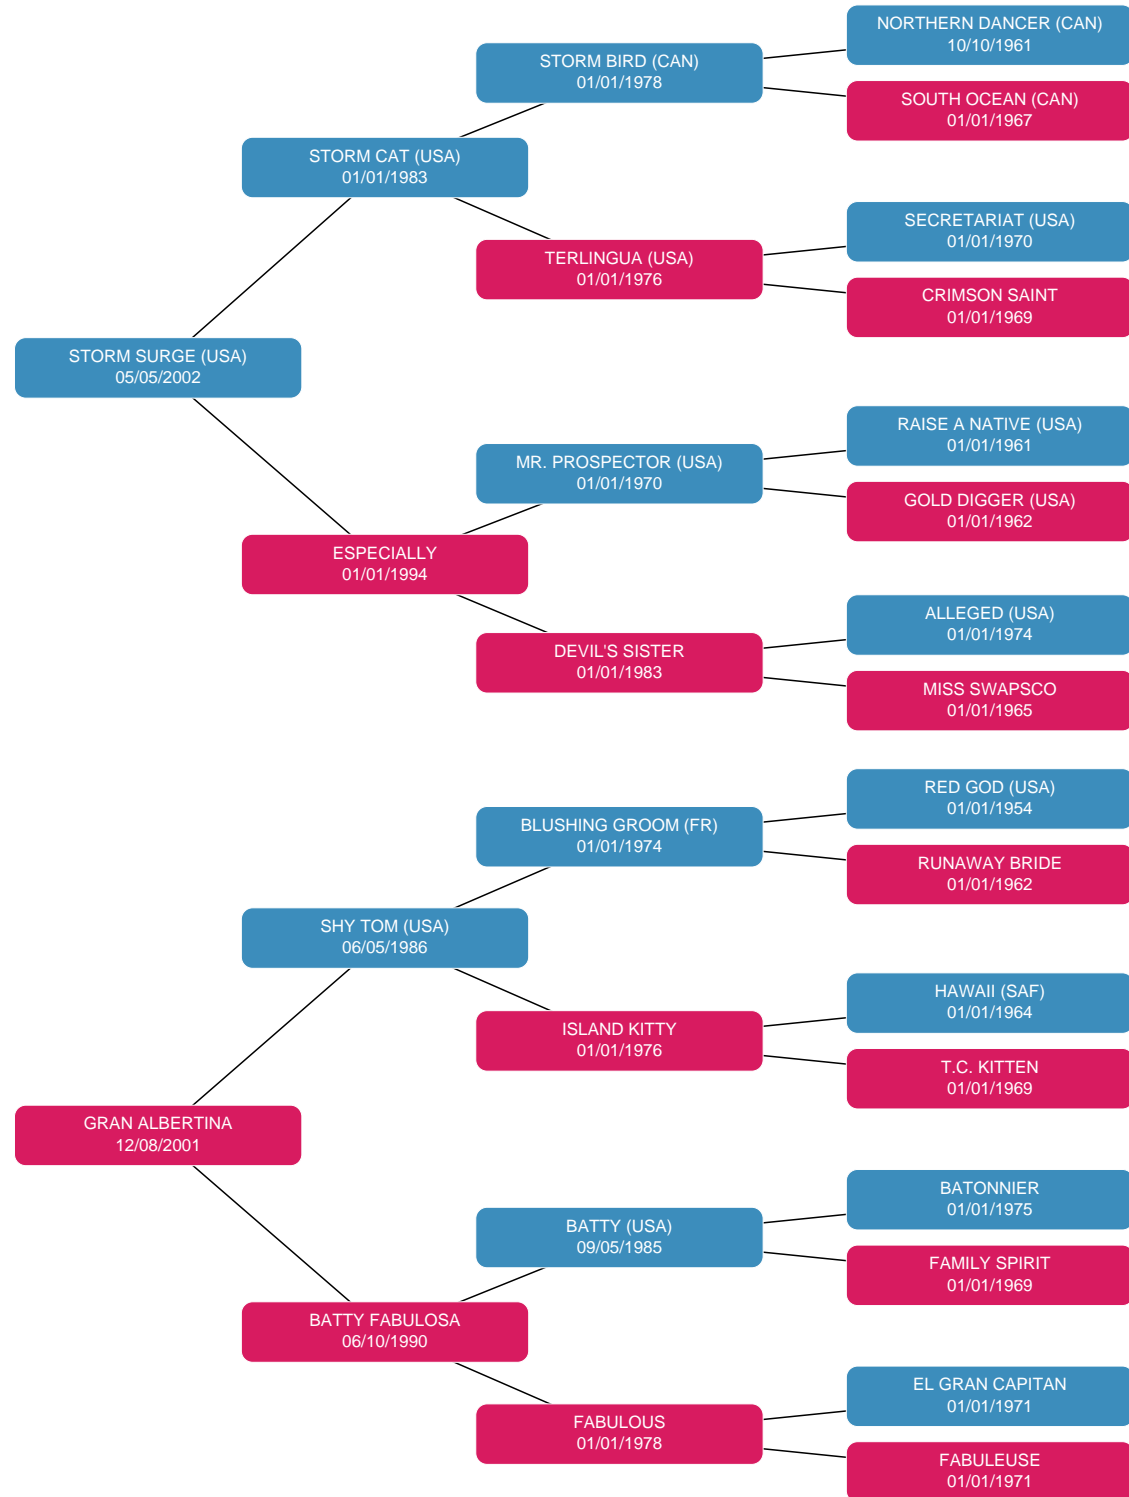 NORTHERN DANCER (CAN)
10/10/1961
STORM BIRD (CAN)
01/01/1978
SOUTH OCEAN (CAN)
01/01/1967
STORM CAT (USA)
01/01/1983
SECRETARIAT (USA)
01/01/1970
TERLINGUA (USA)
01/01/1976
CRIMSON SAINT
01/01/1969
STORM SURGE (USA)
05/05/2002
RAISE A NATIVE (USA)
01/01/1961
MR. PROSPECTOR (USA)
01/01/1970
GOLD DIGGER (USA)
01/01/1962
ESPECIALLY
01/01/1994
ALLEGED (USA)
01/01/1974
DEVIL'S SISTER
01/01/1983
MISS SWAPSCO
01/01/1965
RED GOD (USA)
01/01/1954
BLUSHING GROOM (FR)
01/01/1974
RUNAWAY BRIDE
01/01/1962
SHY TOM (USA)
06/05/1986
HAWAII (SAF)
01/01/1964
ISLAND KITTY
01/01/1976
T.C. KITTEN
01/01/1969
GRAN ALBERTINA
12/08/2001
BATONNIER
01/01/1975
BATTY (USA)
09/05/1985
FAMILY SPIRIT
01/01/1969
BATTY FABULOSA
06/10/1990
EL GRAN CAPITAN
01/01/1971
FABULOUS
01/01/1978
FABULEUSE
01/01/1971